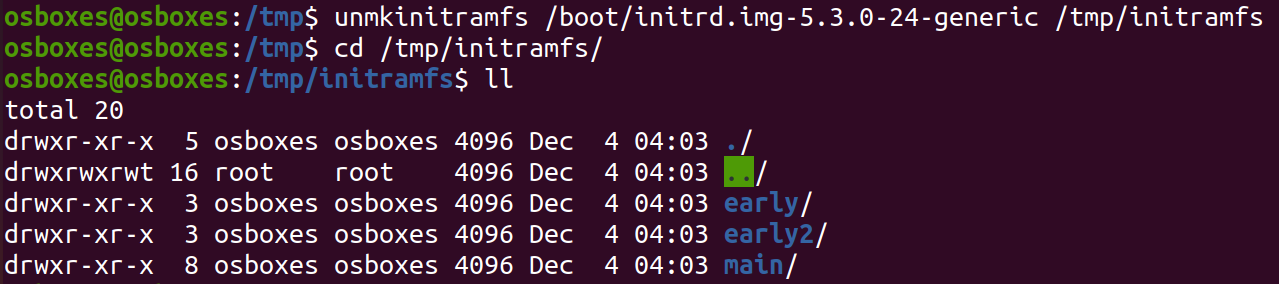 osboxes@osboxes:/tmp$ unmkinitramfs /boot/initrd.img-5.3.0-24-generic /tmp/initramfs
osboxes@osboxes:/tmp$ cd /tmp/initramfs/
osboxes@osboxes:/tmp/initramfs$ ll
total 20
drwxr-xr-x  5 osboxes osboxes 4096 Dec  4 04:03 ./
drwxrwxrwt 16 root    root    4096 Dec  4 04:03 ../
drwxr-xr-x  3 osboxes osboxes 4096 Dec  4 04:03 early/
drwxr-xr-x  3 osboxes osboxes 4096 Dec  4 04:03 early2/
drwxr-xr-x  8 osboxes osboxes 4096 Dec  4 04:03 main/